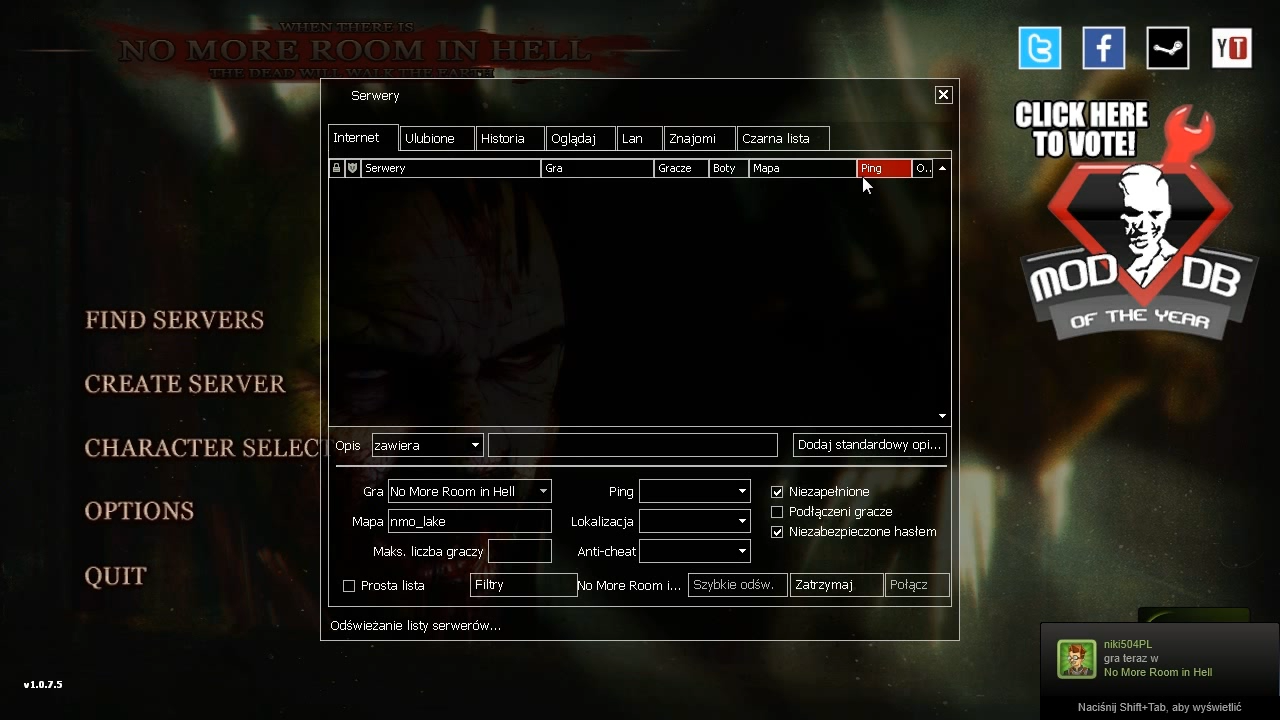 WHEN THERE IS
NO MORE ROOM IN HELL
THE DEAD WILL WALK THE EARTH
YT
CLICK HERE
TO VOTE!
MOD DB
OF THE YEAR
Serwery
Internet Ulubione Historia Oglądaj Lan Znajomi Czarna lista
Serwery Gra Gracze Boty Mapa Ping O..
FIND SERVERS
CREATE SERVER
CHARACTER SELECT
OPTIONS
QUIT
Opis zawiera Dodaj standardowy opi...
Gra No More Room in Hell Ping Niezapełnione
Podłączeni gracze
Mapa nmo_lake Lokalizacja
Niezabezpieczone hasłem
Maks. liczba graczy Anti-cheat
Prosta lista Filtry No More Room i... Szybkie odśw. Zatrzymaj Połącz
Odświeżanie listy serwerów...
v1.0.7.5
niki504PL
gra teraz w
No More Room in Hell
Naciśnij Shift+Tab, aby wyświetlić